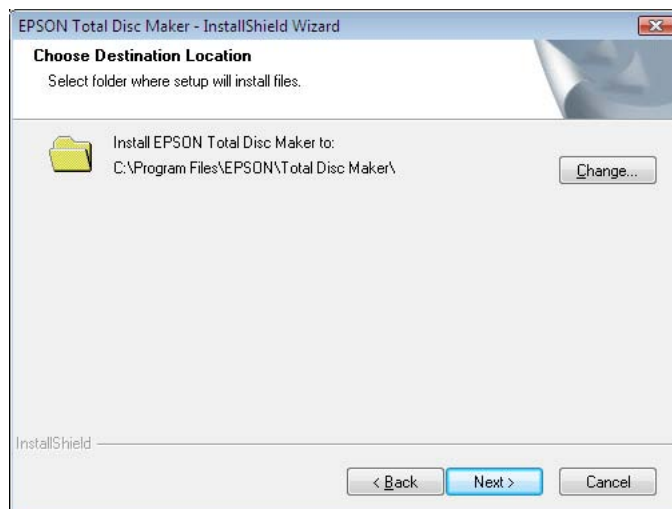 EPSON Total Disc Maker - InstallShield Wizard
Choose Destination Location
Select folder where setup will install files.
Install EPSON Total Disc Maker to:
C:\Program Files\EPSON\Total Disc Maker\
Change...
InstallShield
< Back
Next >
Cancel